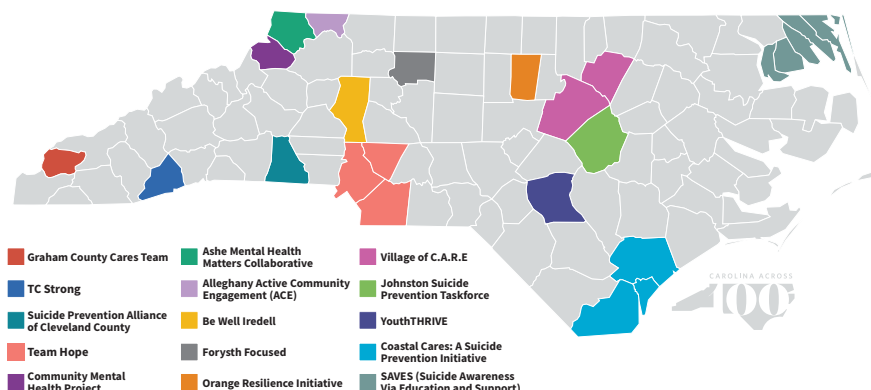 Graham County Cares Team
TC Strong
Suicide Prevention Alliance
of Cleveland County
Team Hope
Community Mental
Health Project
Ashe Mental Health
Matters Collaborative
Alleghany Active Community
Engagement (ACE)
Be Well Iredell
Forysth Focused
Orange Resilience Initiative
Village of C.A.R.E
Johnston Suicide
Prevention Taskforce
YouthTHRIVE
Coastal Cares: A Suicide
Prevention Initiative
SAVES (Suicide Awareness
Via Education and Support)
CAROLINA ACROSS
100